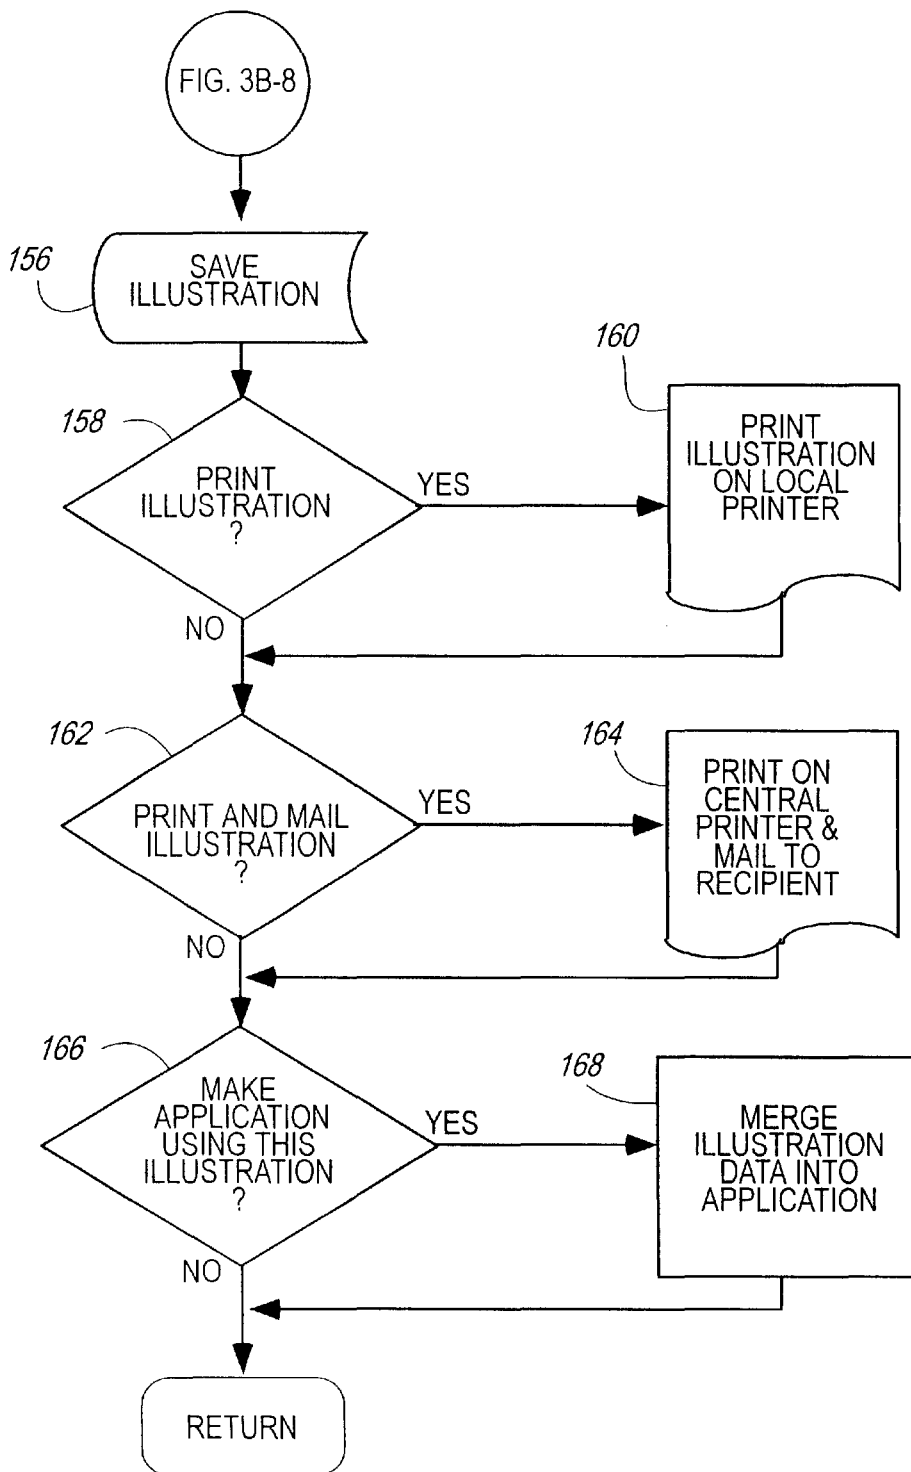 FIG. 3B-8
156
SAVE
ILLUSTRATION
158
PRINT
ILLUSTRATION
?
YES
NO
160
PRINT
ILLUSTRATION
ON LOCAL
PRINTER
162
PRINT AND MAIL
ILLUSTRATION
?
YES
NO
164
PRINT ON
CENTRAL
PRINTER &
MAIL TO
RECIPIENT
166
MAKE
APPLICATION
USING THIS
ILLUSTRATION
?
YES
NO
168
MERGE
ILLUSTRATION
DATA INTO
APPLICATION
RETURN